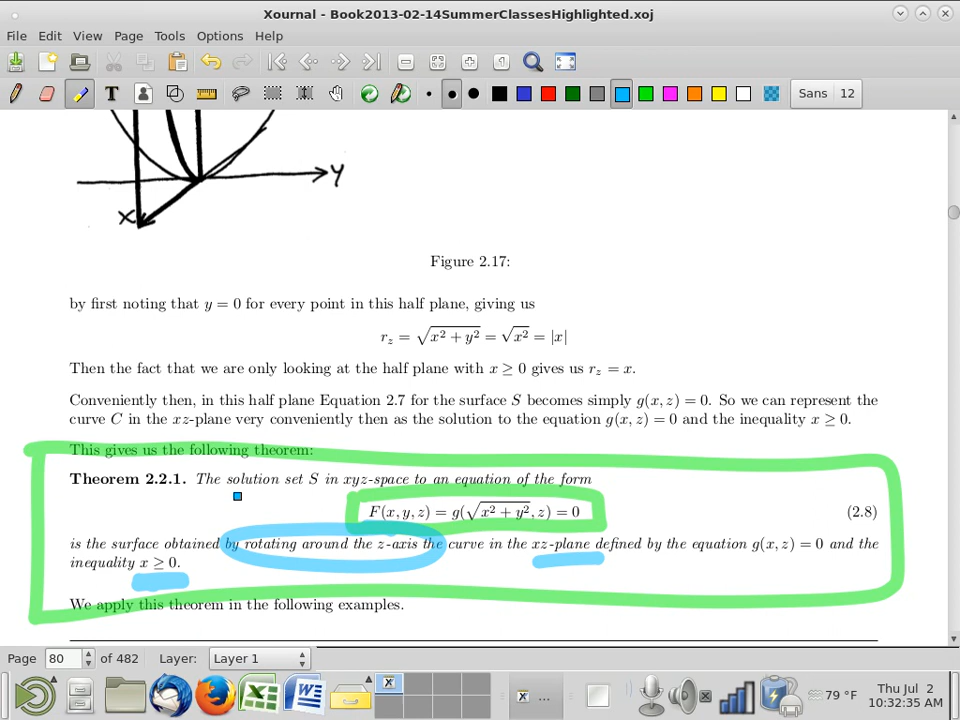 Xournal - Book2013-02-14SummerClassesHighlighted.xoj
File Edit View Page Tools Options Help
T Sans 12
Y
X
Figure 2.17:
by first noting that y = 0 for every point in this half plane, giving us
r_z = √(x² + y²) = √(x²) = |x|
Then the fact that we are only looking at the half plane with x ≥ 0 gives us r_z = x.
Conveniently then, in this half plane Equation 2.7 for the surface S becomes simply g(x, z) = 0. So we can represent the
curve C in the xz-plane very conveniently then as the solution to the equation g(x, z) = 0 and the inequality x ≥ 0.
This gives us the following theorem:
Theorem 2.2.1. The solution set S in xyz-space to an equation of the form
F(x, y, z) = g(√(x² + y²), z) = 0 (2.8)
is the surface obtained by rotating around the z-axis the curve in the xz-plane defined by the equation g(x, z) = 0 and the
inequality x ≥ 0.
We apply this theorem in the following examples.
Page 80 of 482 Layer: Layer 1
... 79 °F Thu Jul 2
10:32:35 AM